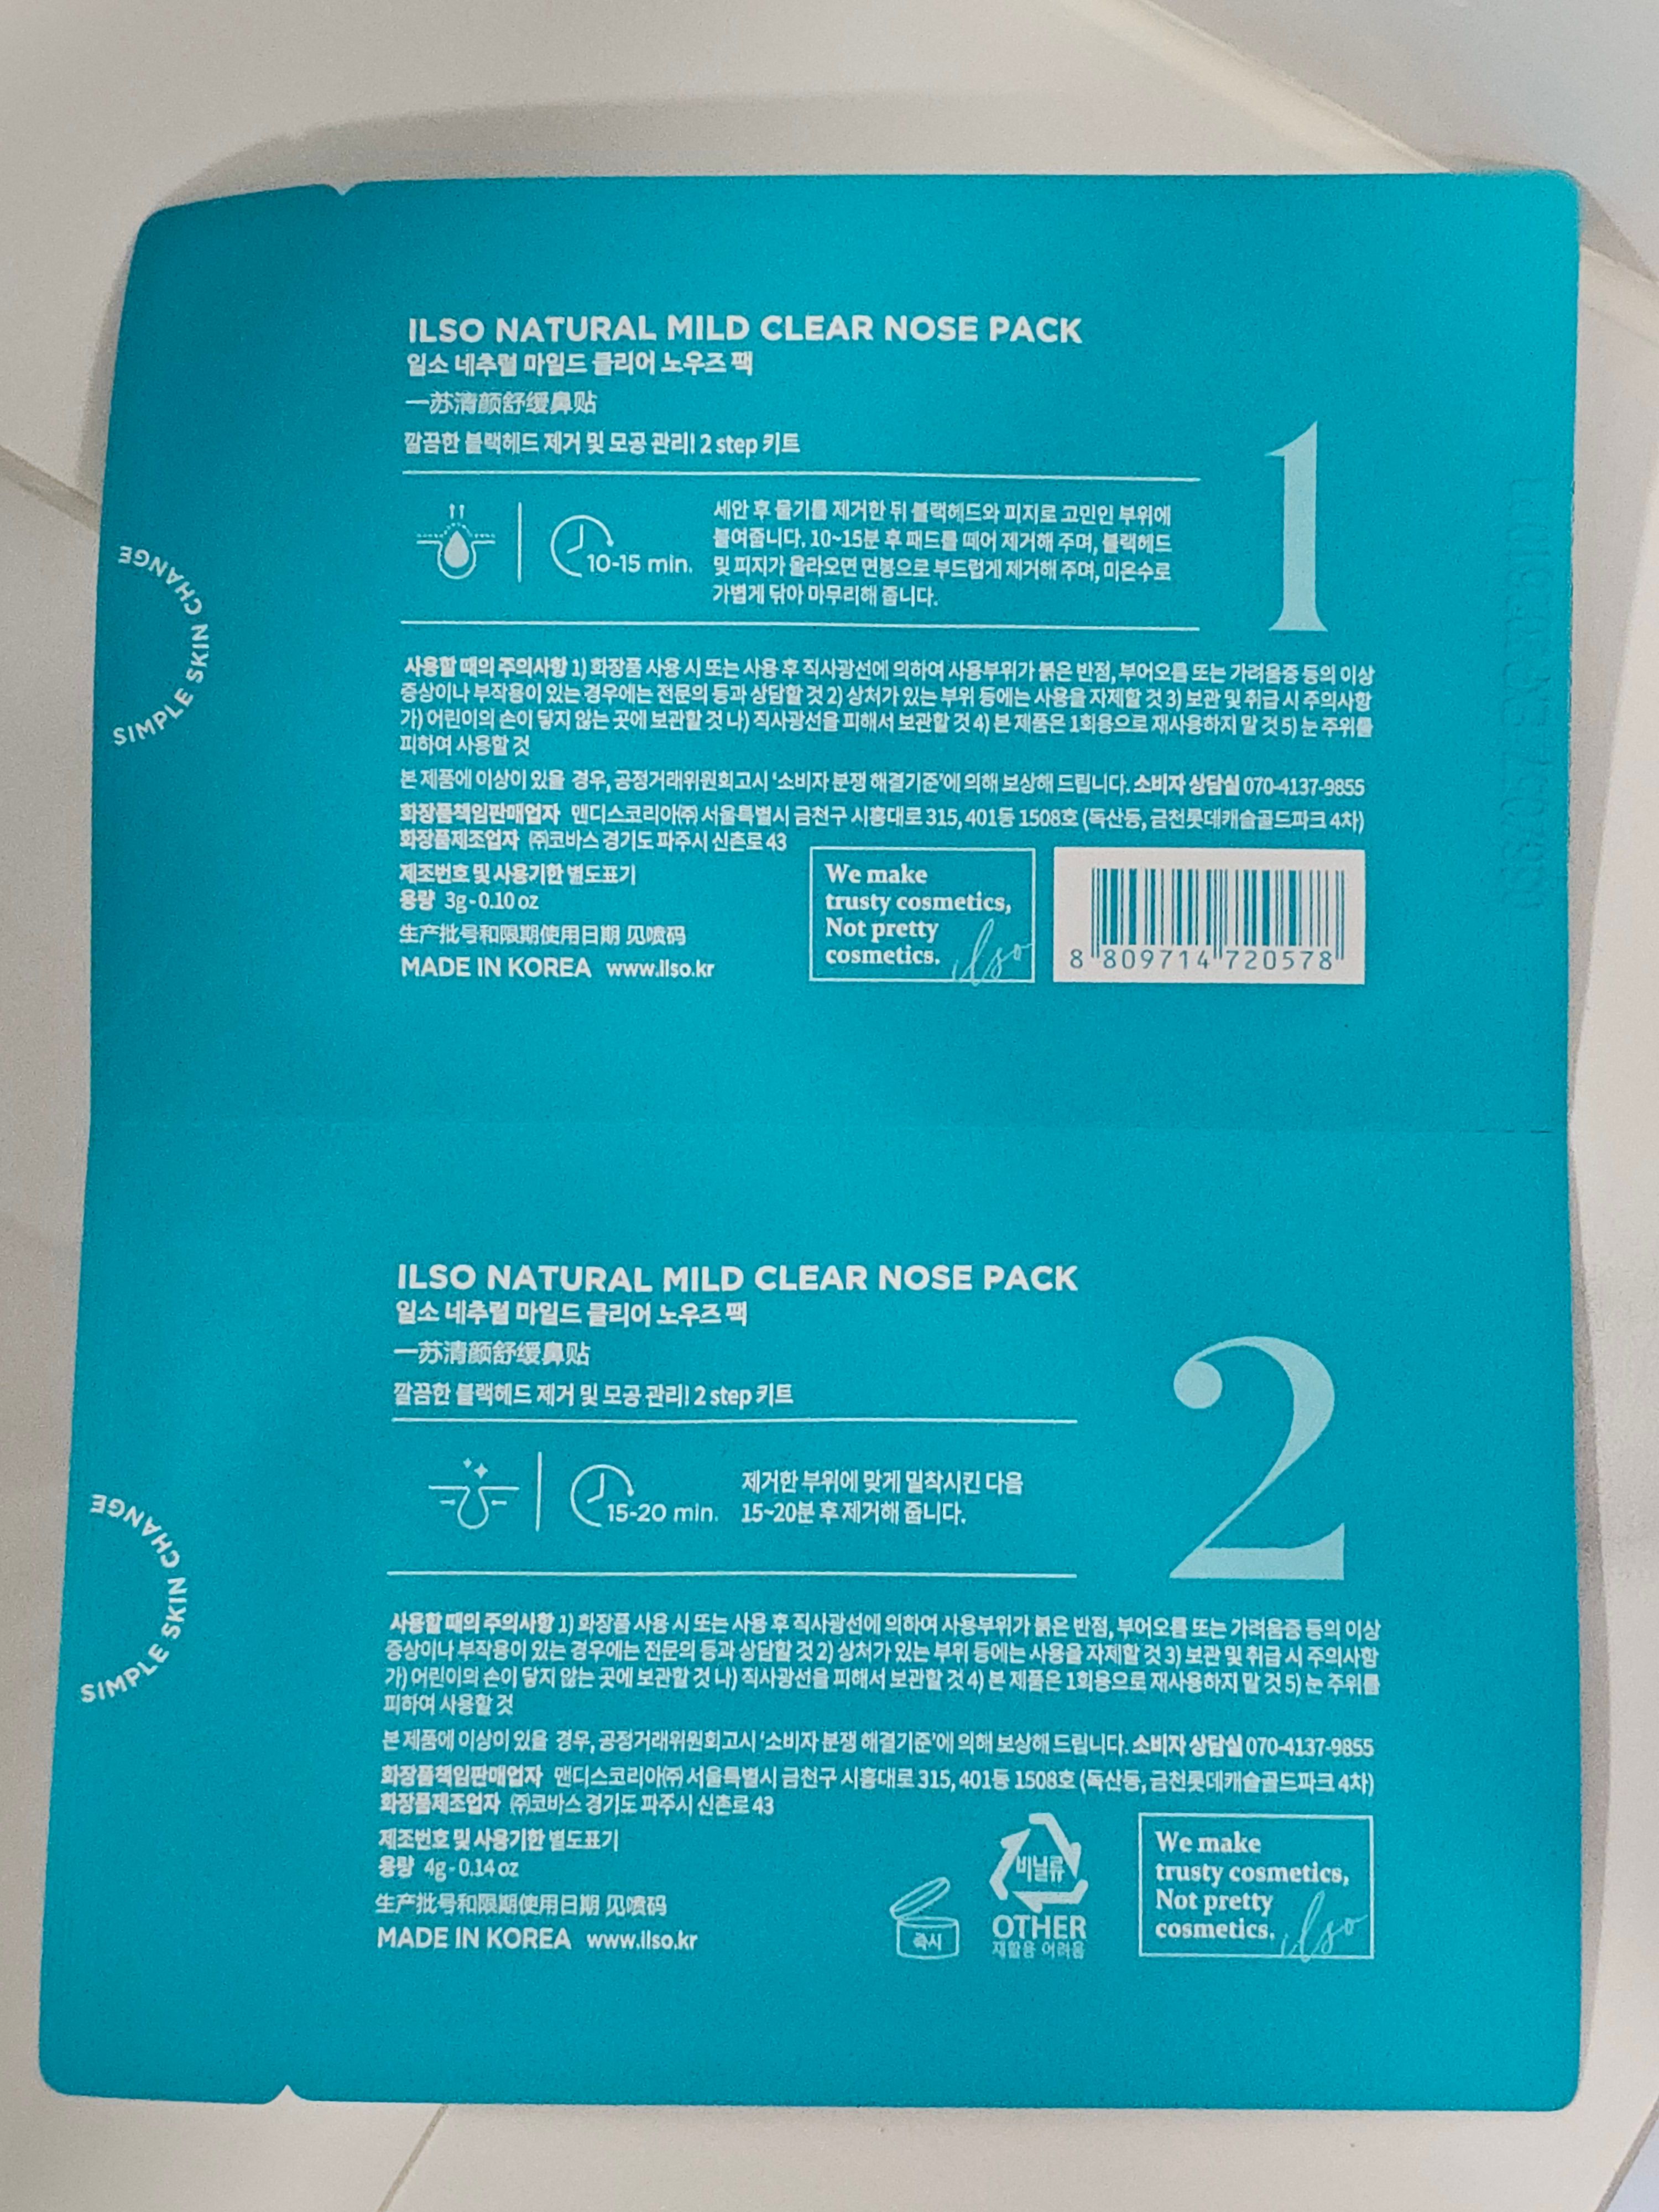 ILSO NATURAL MILD CLEAR NOSE PACK
일소 네추럴 마일드 클리어 노우즈 팩
一苏清颜舒缓鼻贴
깔끔한 블랙헤드 제거 및 모공 관리! 2 step 키트
1
10-15 min.
세안 후 물기를 제거한 뒤 블랙헤드와 피지로 고민인 부위에
붙여줍니다. 10~15분 후 패드를 떼어 제거해 주며, 블랙헤드
및 피지가 올라오면 면봉으로 부드럽게 제거해 주며, 미온수로
가볍게 닦아 마무리해 줍니다.
SIMPLE SKIN CHANGE
사용할 때의 주의사항 1) 화장품 사용 시 또는 사용 후 직사광선에 의하여 사용부위가 붉은 반점, 부어오름 또는 가려움증 등의 이상
증상이나 부작용이 있는 경우에는 전문의 등과 상담할 것 2) 상처가 있는 부위 등에는 사용을 자제할 것 3) 보관 및 취급 시 주의사항
가) 어린이의 손이 닿지 않는 곳에 보관할 것 나) 직사광선을 피해서 보관할 것 4) 본 제품은 1회용으로 재사용하지 말 것 5) 눈 주위를
피하여 사용할 것
본 제품에 이상이 있을 경우, 공정거래위원회고시 '소비자 분쟁 해결기준'에 의해 보상해 드립니다. 소비자 상담실 070-4137-9855
화장품책임판매업자 맨디스코리아㈜ 서울특별시 금천구 시흥대로 315, 401동 1508호 (독산동, 금천롯데캐슬골드파크 4차)
화장품제조업자 ㈜코바스 경기도 파주시 신촌로 43
제조번호 및 사용기한 별도표기
용량 3g - 0.10 oz
生产批号和限期使用日期 见喷码
MADE IN KOREA www.ilso.kr
We make
trusty cosmetics,
Not pretty
cosmetics.
ilso
8 809714 720578
ILSO NATURAL MILD CLEAR NOSE PACK
일소 네추럴 마일드 클리어 노우즈 팩
一苏清颜舒缓鼻贴
깔끔한 블랙헤드 제거 및 모공 관리! 2 step 키트
2
15-20 min.
제거한 부위에 맞게 밀착시킨 다음
15~20분 후 제거해 줍니다.
SIMPLE SKIN CHANGE
사용할 때의 주의사항 1) 화장품 사용 시 또는 사용 후 직사광선에 의하여 사용부위가 붉은 반점, 부어오름 또는 가려움증 등의 이상
증상이나 부작용이 있는 경우에는 전문의 등과 상담할 것 2) 상처가 있는 부위 등에는 사용을 자제할 것 3) 보관 및 취급 시 주의사항
가) 어린이의 손이 닿지 않는 곳에 보관할 것 나) 직사광선을 피해서 보관할 것 4) 본 제품은 1회용으로 재사용하지 말 것 5) 눈 주위를
피하여 사용할 것
본 제품에 이상이 있을 경우, 공정거래위원회고시 '소비자 분쟁 해결기준'에 의해 보상해 드립니다. 소비자 상담실 070-4137-9855
화장품책임판매업자 맨디스코리아㈜ 서울특별시 금천구 시흥대로 315, 401동 1508호 (독산동, 금천롯데캐슬골드파크 4차)
화장품제조업자 ㈜코바스 경기도 파주시 신촌로 43
제조번호 및 사용기한 별도표기
용량 4g - 0.14 oz
生产批号和限期使用日期 见喷码
MADE IN KOREA www.ilso.kr
즉시
비닐류
OTHER
재활용 어려움
We make
trusty cosmetics,
Not pretty
cosmetics.
ilso